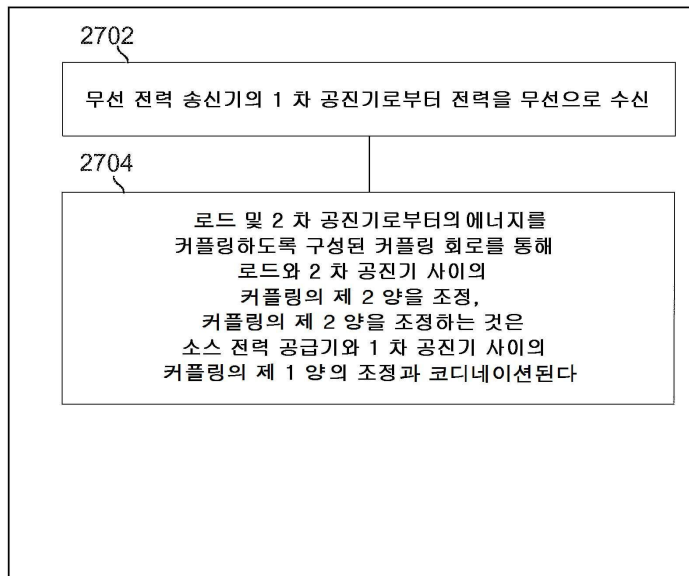 2702
무선 전력 송신기의 1 차 공진기로부터 전력을 무선으로 수신
2704
로드 및 2 차 공진기로부터의 에너지를
커플링하도록 구성된 커플링 회로를 통해
로드와 2 차 공진기 사이의
커플링의 제 2 양을 조정,
커플링의 제 2 양을 조정하는 것은
소스 전력 공급기와 1 차 공진기 사이의
커플링의 제 1 양의 조정과 코디네이션된다